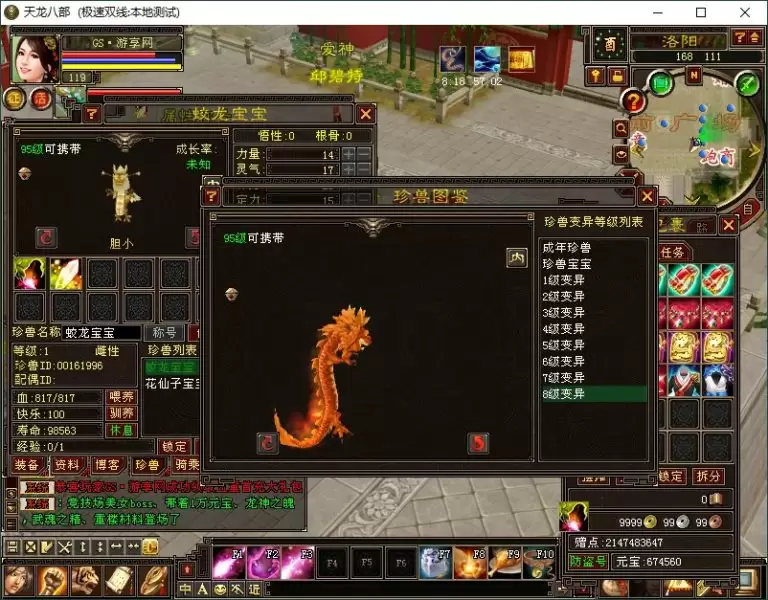 天龙八部 (极速双线:本地测试)
GS·游享网
119
爱神
邱碧特
8.18
57.02
酉
洛阳
168 111
N
蛟龙宝宝
95级可携带
成长率:
未知
胆小
悟性:0 根骨:0
力量: 14
灵气: 17
定力: 15
珍兽名称 蛟龙宝宝 称号
等级:1 雌性
珍兽ID:00161996
配偶ID:
珍兽列表
蛟龙宝宝
花仙子宝宝
血:817/817 喂养
快乐:100 驯养
寿命:98563 休息
经验:0/1 锁定
装备 资料 博客 珍兽 骑乘
珍兽图鉴
95级可携带
内
珍兽变异等级列表
成年珍兽
珍兽宝宝
1级变异
2级变异
3级变异
4级变异
5级变异
6级变异
7级变异
8级变异
自
任务
锁定 拆分
0
9999 99 99
赠点:2147483647
防盗号 元宝:674560
:竞技场美女boss、带着1万元宝、龙神之魄
,武魂之精、重楼材料登场了
F1 F2 F3 F4 F5 F6 F7 F8 F9 F10
中 A 近